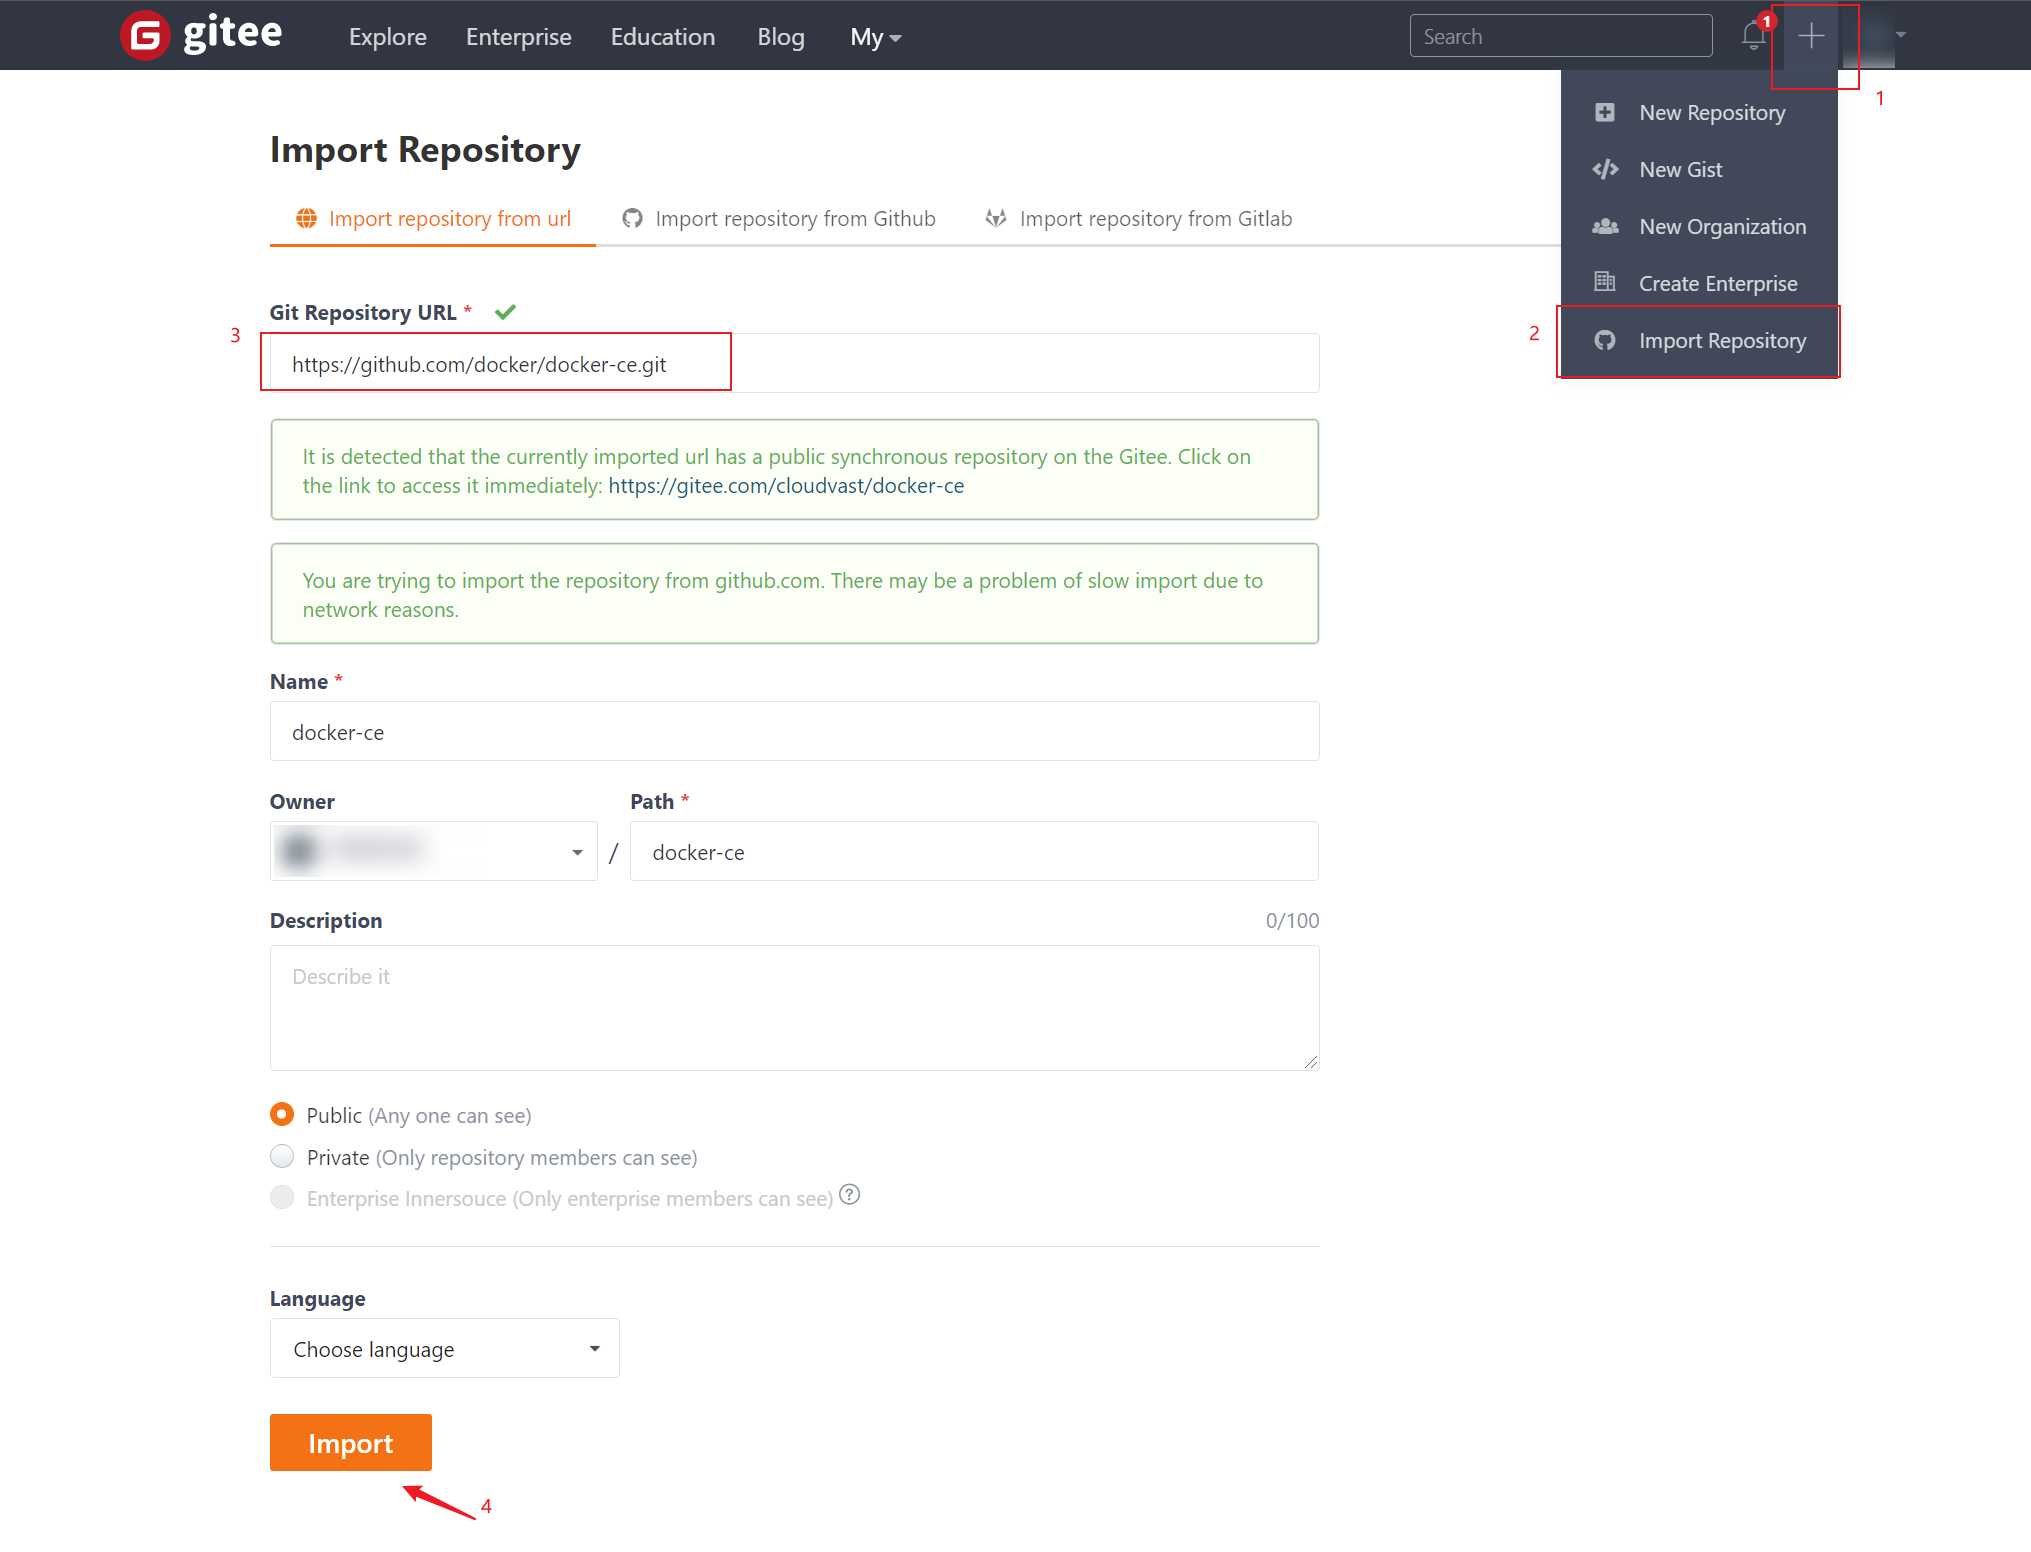 gitee
Explore Enterprise Education Blog My
Search
1
1
New Repository
New Gist
New Organization
Create Enterprise
2
Import Repository
Import Repository
Import repository from url Import repository from Github Import repository from Gitlab
Git Repository URL *
3
https://github.com/docker/docker-ce.git
It is detected that the currently imported url has a public synchronous repository on the Gitee. Click on
the link to access it immediately: https://gitee.com/cloudvast/docker-ce
You are trying to import the repository from github.com. There may be a problem of slow import due to
network reasons.
Name *
docker-ce
Owner Path *
/ docker-ce
Description 0/100
Describe it
Public (Any one can see)
Private (Only repository members can see)
Enterprise Innersouce (Only enterprise members can see) ?
Language
Choose language
Import
4